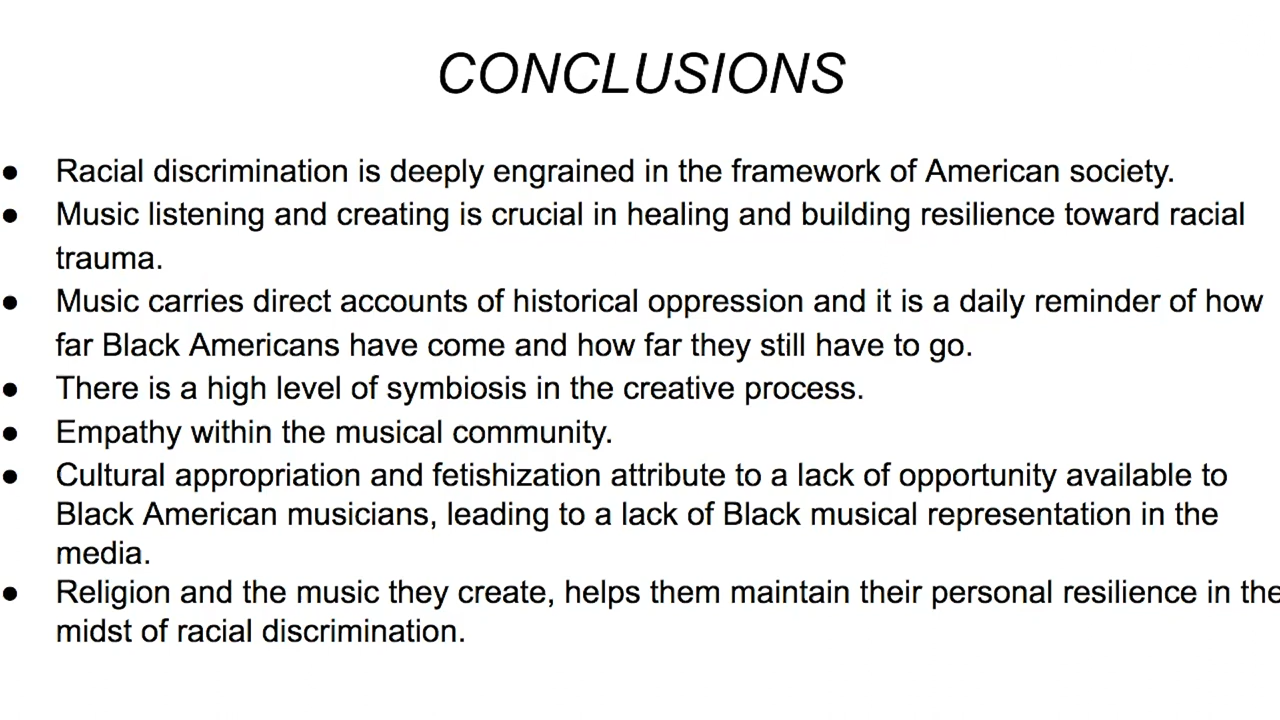 CONCLUSIONS
● Racial discrimination is deeply engrained in the framework of American society.
● Music listening and creating is crucial in healing and building resilience toward racial
trauma.
● Music carries direct accounts of historical oppression and it is a daily reminder of how
far Black Americans have come and how far they still have to go.
● There is a high level of symbiosis in the creative process.
● Empathy within the musical community.
● Cultural appropriation and fetishization attribute to a lack of opportunity available to
Black American musicians, leading to a lack of Black musical representation in the
media.
● Religion and the music they create, helps them maintain their personal resilience in the
midst of racial discrimination.